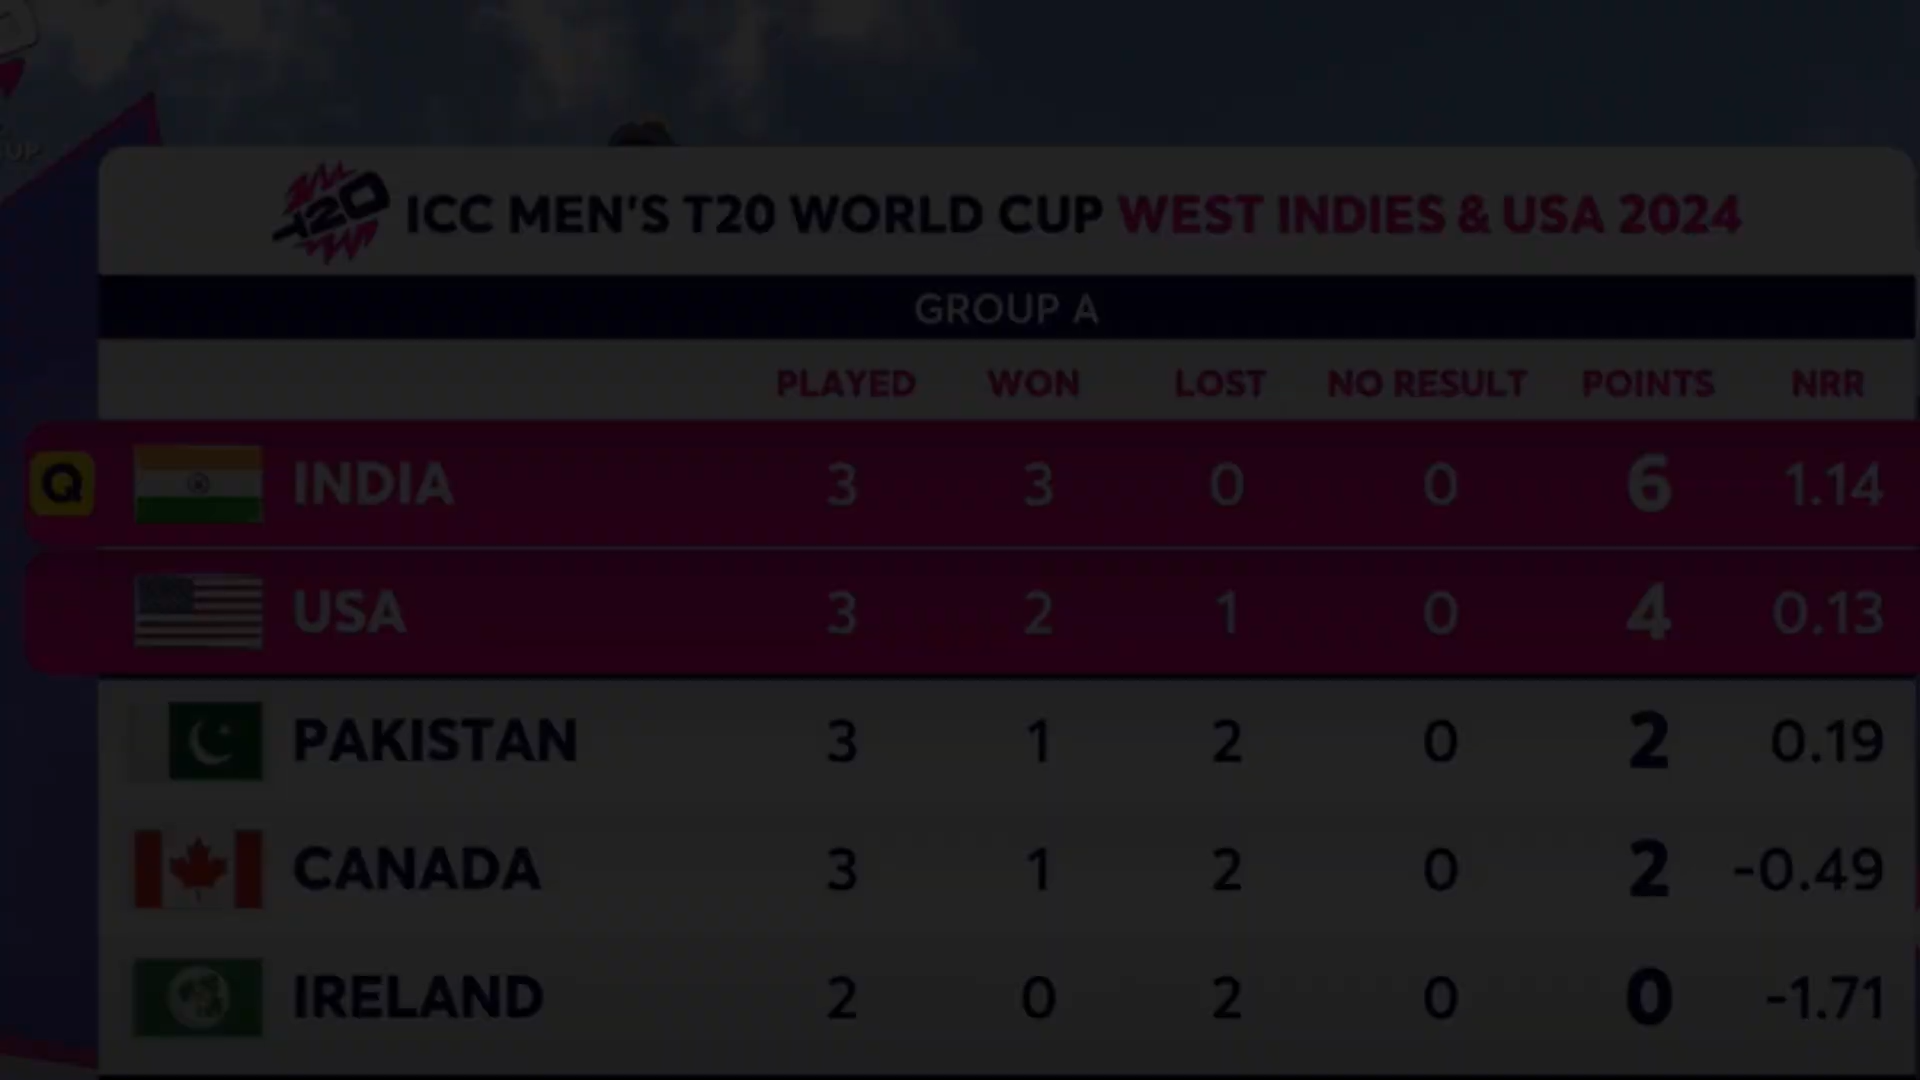 UP
T20 ICC MEN'S T20 WORLD CUP WEST INDIES & USA 2024
GROUP A
PLAYED WON LOST NO RESULT POINTS NRR
Q INDIA 3 3 0 0 6 1.14
USA 3 2 1 0 4 0.13
PAKISTAN 3 1 2 0 2 0.19
CANADA 3 1 2 0 2 -0.49
IRELAND 2 0 2 0 0 -1.71